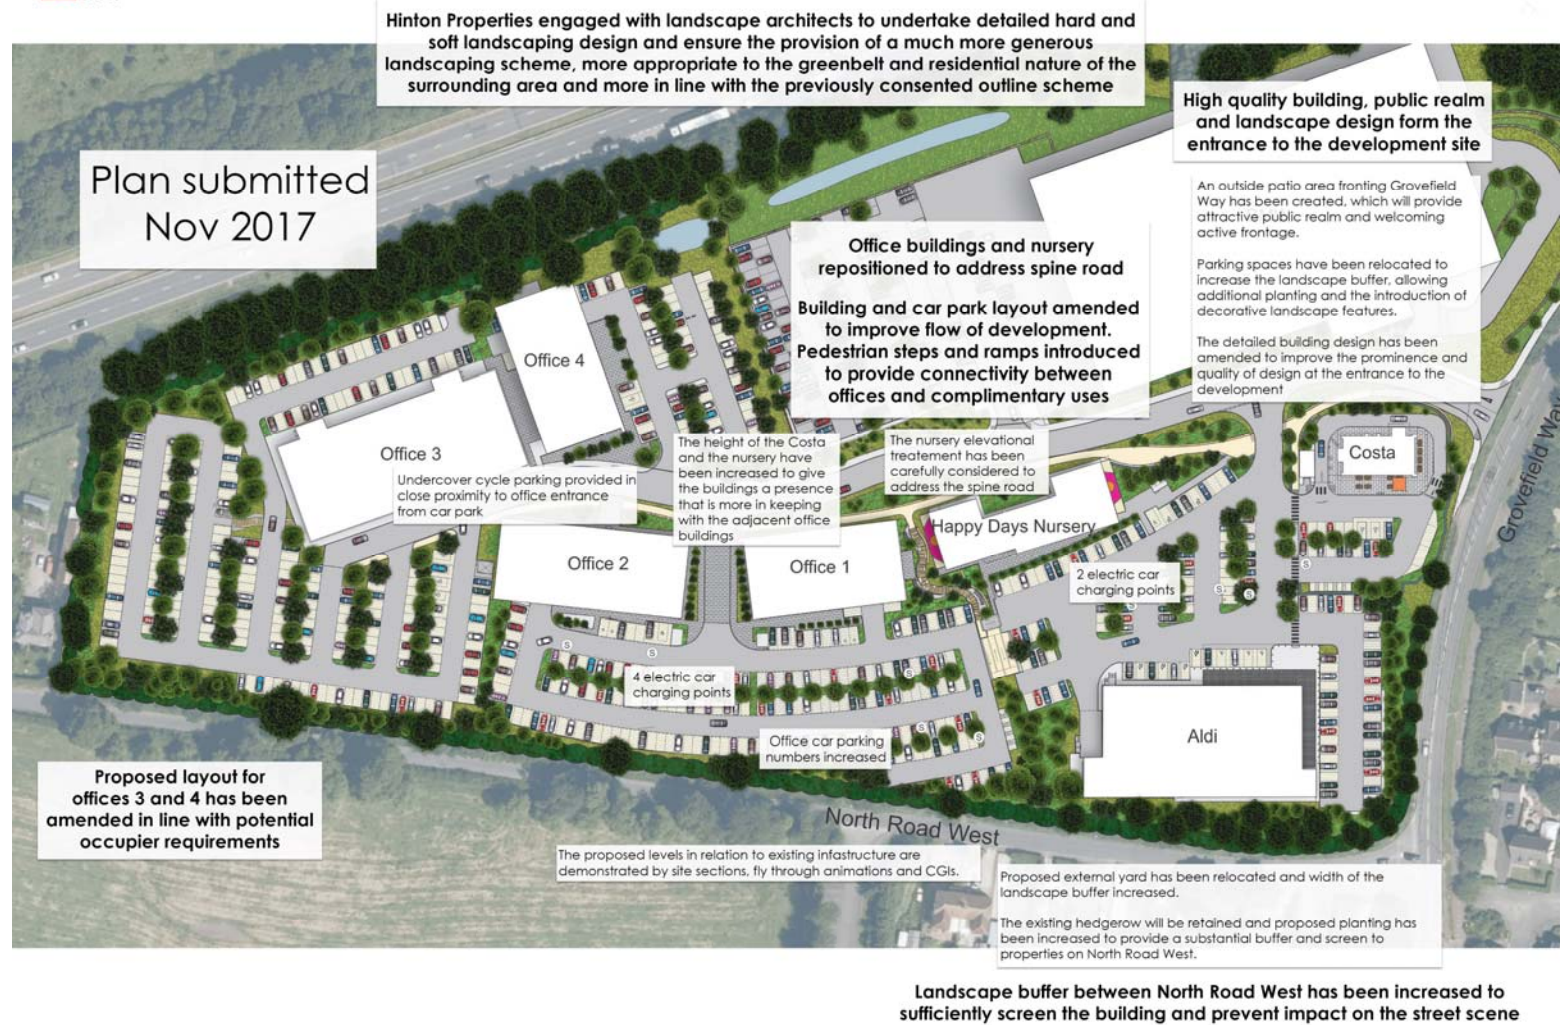 Hinton Properties engaged with landscape architects to undertake detailed hard and
soft landscaping design and ensure the provision of a much more generous
landscaping scheme, more appropriate to the greenbelt and residential nature of the
surrounding area and more in line with the previously consented outline scheme
High quality building, public realm
and landscape design form the
entrance to the development site
Plan submitted
Nov 2017
An outside patio area fronting Grovefield
Way has been created, which will provide
attractive public realm and welcoming
active frontage.
Parking spaces have been relocated to
increase the landscape buffer, allowing
additional planting and the introduction of
decorative landscape features.
The detailed building design has been
amended to improve the prominence and
quality of design at the entrance to the
development
Office buildings and nursery
repositioned to address spine road
Building and car park layout amended
to improve flow of development.
Pedestrian steps and ramps introduced
to provide connectivity between
offices and complimentary uses
Office 4
Office 3
Undercover cycle parking provided in
close proximity to office entrance
from car park
The height of the Costa
and the nursery have
been increased to give
the buildings a presence
that is more in keeping
with the adjacent office
buildings
The nursery elevational
treatement has been
carefully considered to
address the spine road
Costa
Grovefield Way
Happy Days Nursery
Office 2
Office 1
2 electric car
charging points
S
S
S
S
S
S
S
S
4 electric car
charging points
Office car parking
numbers increased
Aldi
Proposed layout for
offices 3 and 4 has been
amended in line with potential
occupier requirements
North Road West
The proposed levels in relation to existing infastructure are
demonstrated by site sections, fly through animations and CGIs.
Proposed external yard has been relocated and width of the
landscape buffer increased.
The existing hedgerow will be retained and proposed planting has
been increased to provide a substantial buffer and screen to
properties on North Road West.
Landscape buffer between North Road West has been increased to
sufficiently screen the building and prevent impact on the street scene